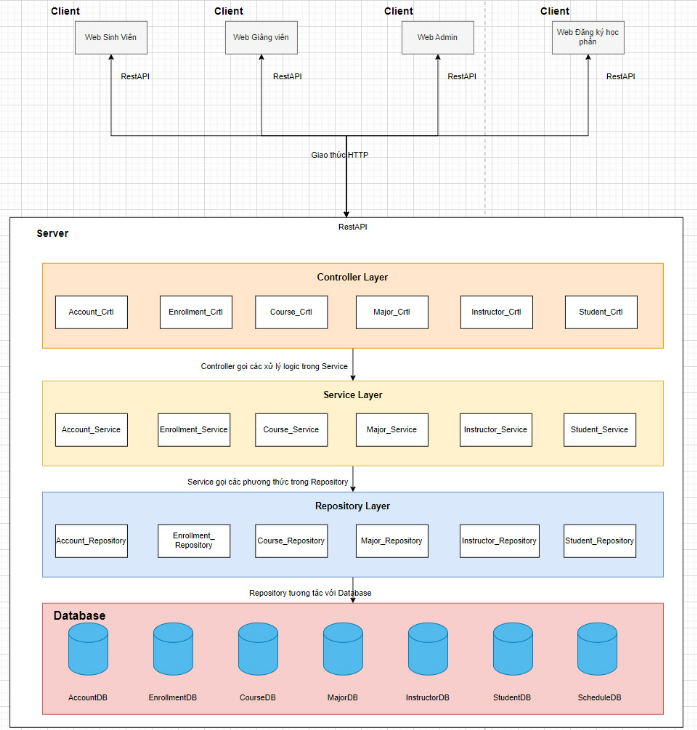 Client
Client
Client
Client
Web Sinh Viên
Web Giảng viên
Web Admin
Web Đăng ký học
phần
RestAPI
RestAPI
RestAPI
RestAPI
Giao thức HTTP
RestAPI
Server
Controller Layer
Account_Crtl
Enrollment_Crtl
Course_Crtl
Major_Crtl
Instructor_Crtl
Student_Crtl
Controller gọi các xử lý logic trong Service
Service Layer
Account_Service
Enrollment_Service
Course_Service
Major_Service
Instructor_Service
Student_Service
Service gọi các phương thức trong Repository
Repository Layer
Account_Repository
Enrollment_
Repository
Course_Repository
Major_Repository
Instructor_Repository
Student_Repository
Repository tương tác với Database
Database
AccountDB
EnrollmentDB
CourseDB
MajorDB
InstructorDB
StudentDB
ScheduleDB